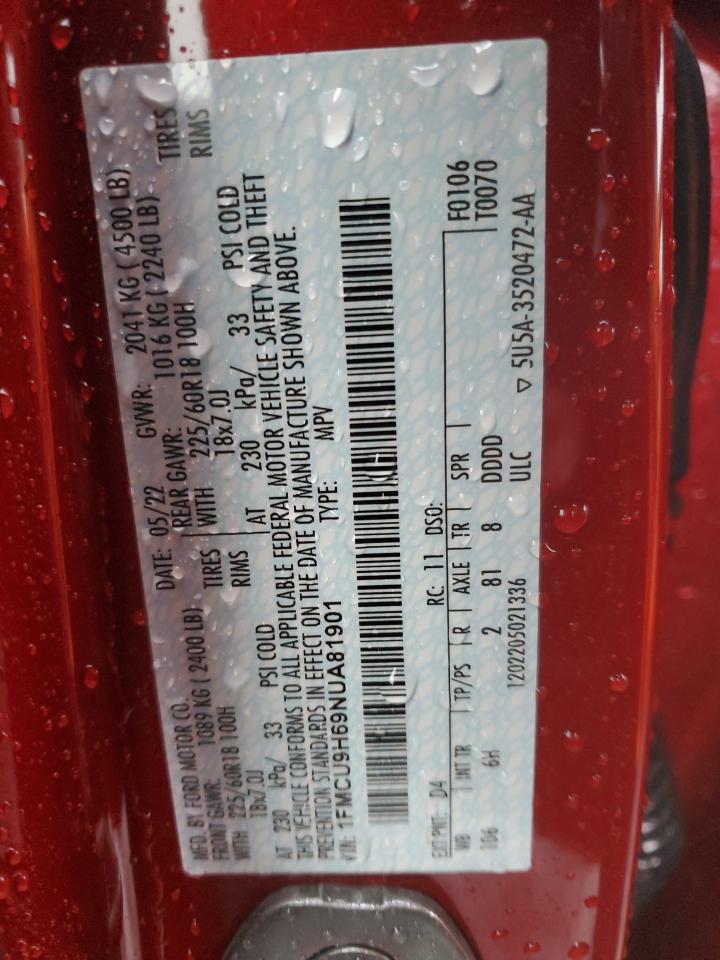 MFD. BY FORD MOTOR CO.
DATE: 05/22 GVWR: 2041 KG ( 4500 LB)
FRONT GAWR: 1089 KG ( 2400 LB) REAR GAWR: 1016 KG ( 2240 LB)
WITH 225/60R18 100H TIRES WITH 225/60R18 100H TIRES
18x7.0J RIMS 18x7.0J RIMS
AT 230 kPa/ 33 PSI COLD AT 230 kPa/ 33 PSI COLD
THIS VEHICLE CONFORMS TO ALL APPLICABLE FEDERAL MOTOR VEHICLE SAFETY AND THEFT
PREVENTION STANDARDS IN EFFECT ON THE DATE OF MANUFACTURE SHOWN ABOVE.
VIN: 1FMCU9H69NUA81901 TYPE: MPV
F0106
T0070
EXT PNT: D4 RC: 11 DSO:
WB INT TR TP/PS R AXLE TR SPR
106 6H 2 81 8 DDDD
1202205021336 ULC ▽ 5U5A-3520472-AA